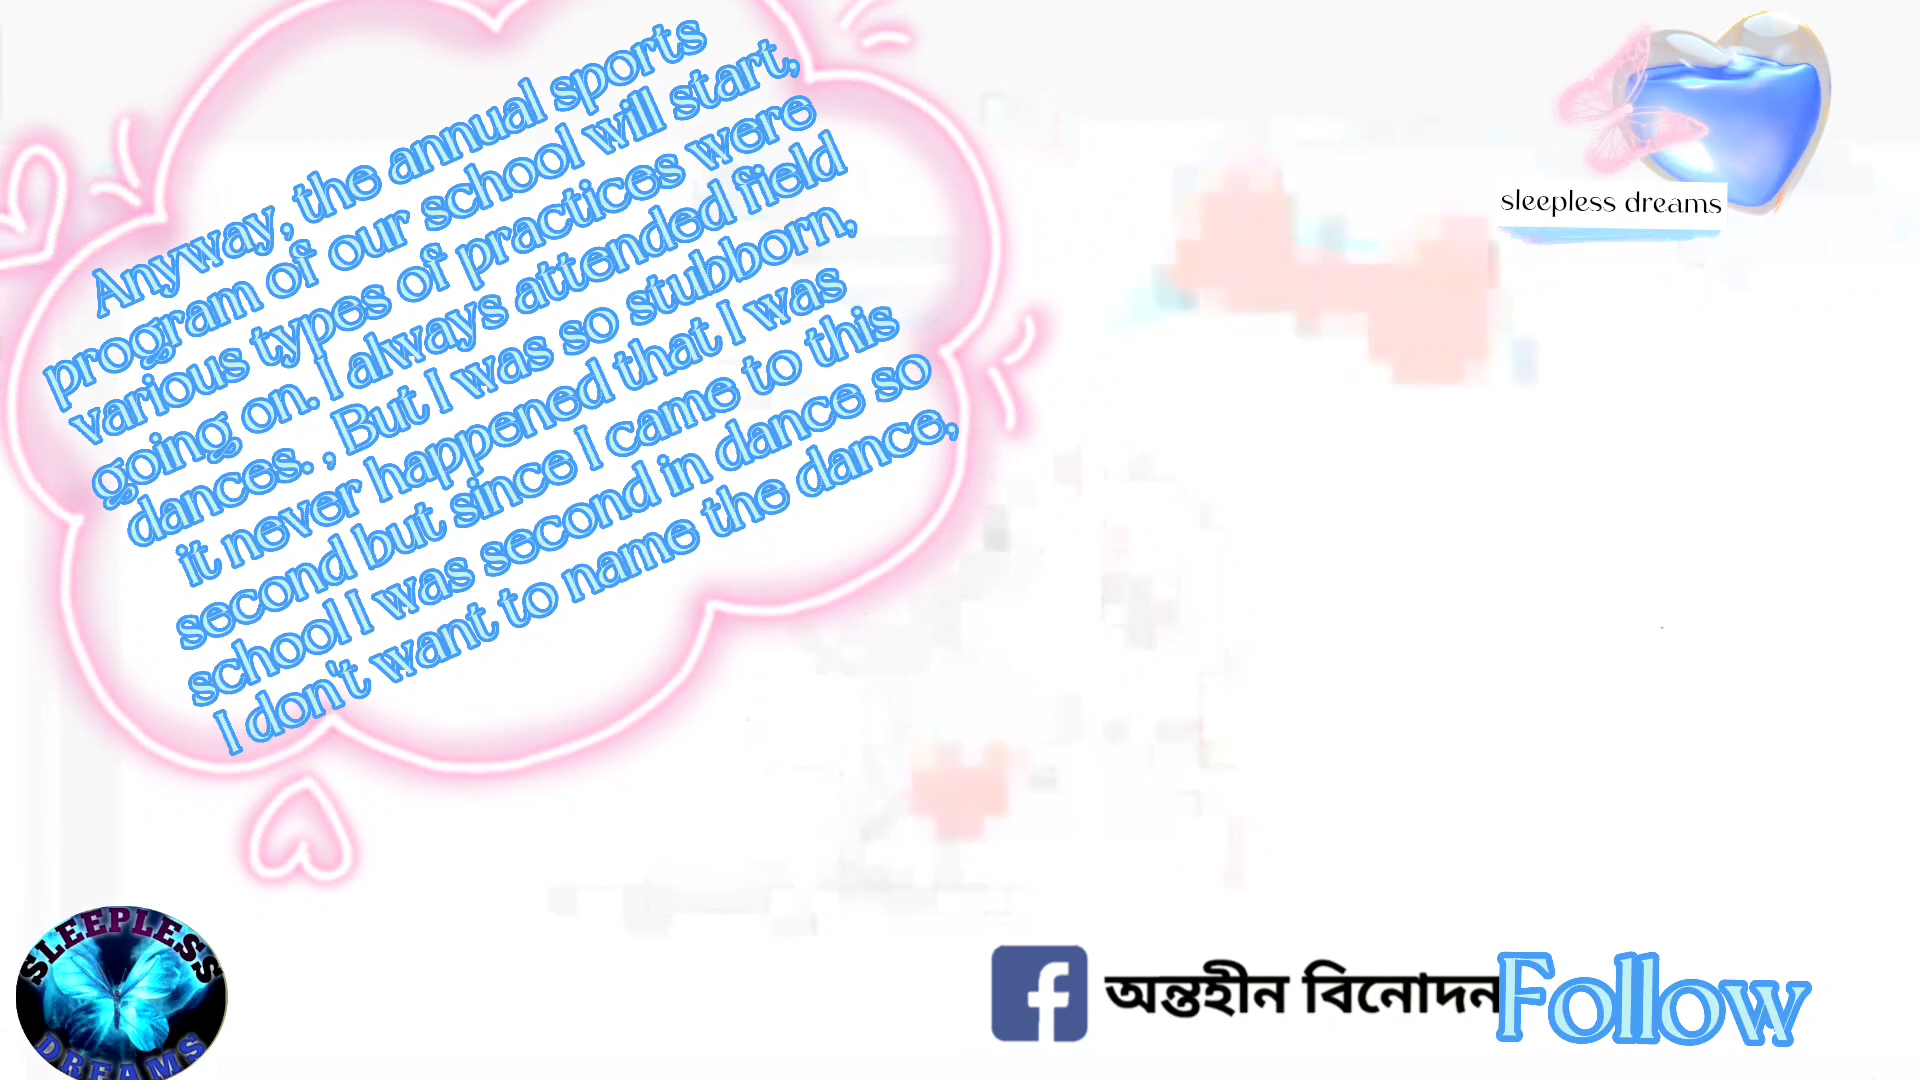 Anyway, the annual sports
program of our school will start,
various types of practices were
going on. I always attended field
dances. , But I was so stubborn,
it never happened that I was
second but since I came to this
school I was second in dance so
I don't want to name the dance,
sleepless dreams
SLEEPLESS
DREAMS
অন্তহীন বিনোদন Follow